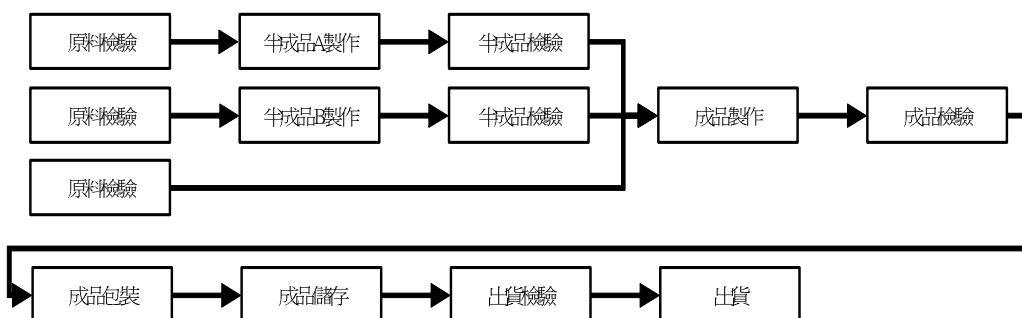 原料檢驗
半成品A製作
半成品檢驗
原料檢驗
半成品B製作
半成品檢驗
成品製作
成品檢驗
原料檢驗
成品包裝
成品儲存
出貨檢驗
出貨